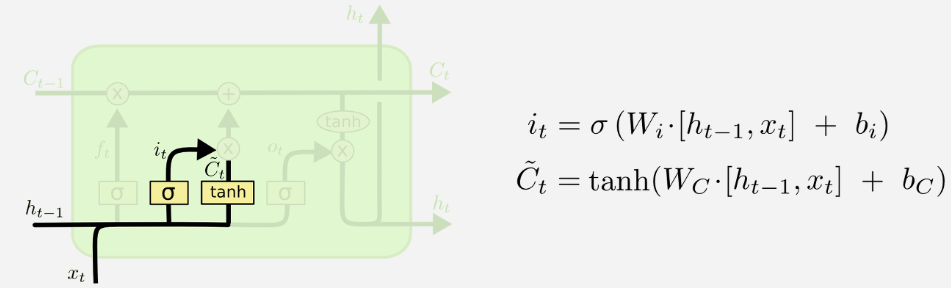 h_t
C_{t-1} × + C_t
tanh
f_t i_t × o_t ×
C̃_t
σ σ tanh σ
h_{t-1} h_t
x_t
i_t = σ (W_i·[h_{t-1}, x_t] + b_i)
C̃_t = tanh(W_C·[h_{t-1}, x_t] + b_C)